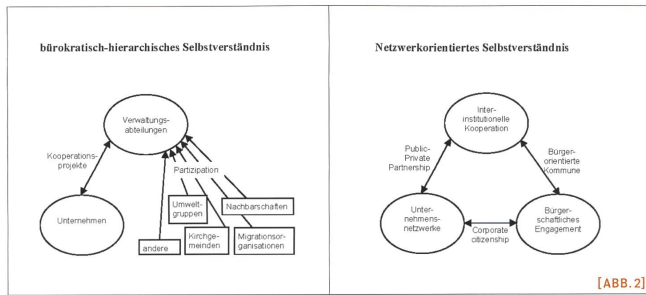 bürokratisch-hierarchisches Selbstverständnis
Verwaltungs-
abteilungen
Kooperations-
projekte
Partizipation
Unternehmen
Umwelt-
gruppen
Nachbarschaften
andere
Kirchge-
meinden
Migrationsor-
ganisationen
Netzwerkorientiertes Selbstverständnis
Inter-
institutionelle
Kooperation
Public-
Private
Partnership
Bürger-
orientierte
Kommune
Unter-
nehmens-
netzwerke
Corporate
citizenship
Bürger-
schaftliches
Engagement
[ABB. 2]